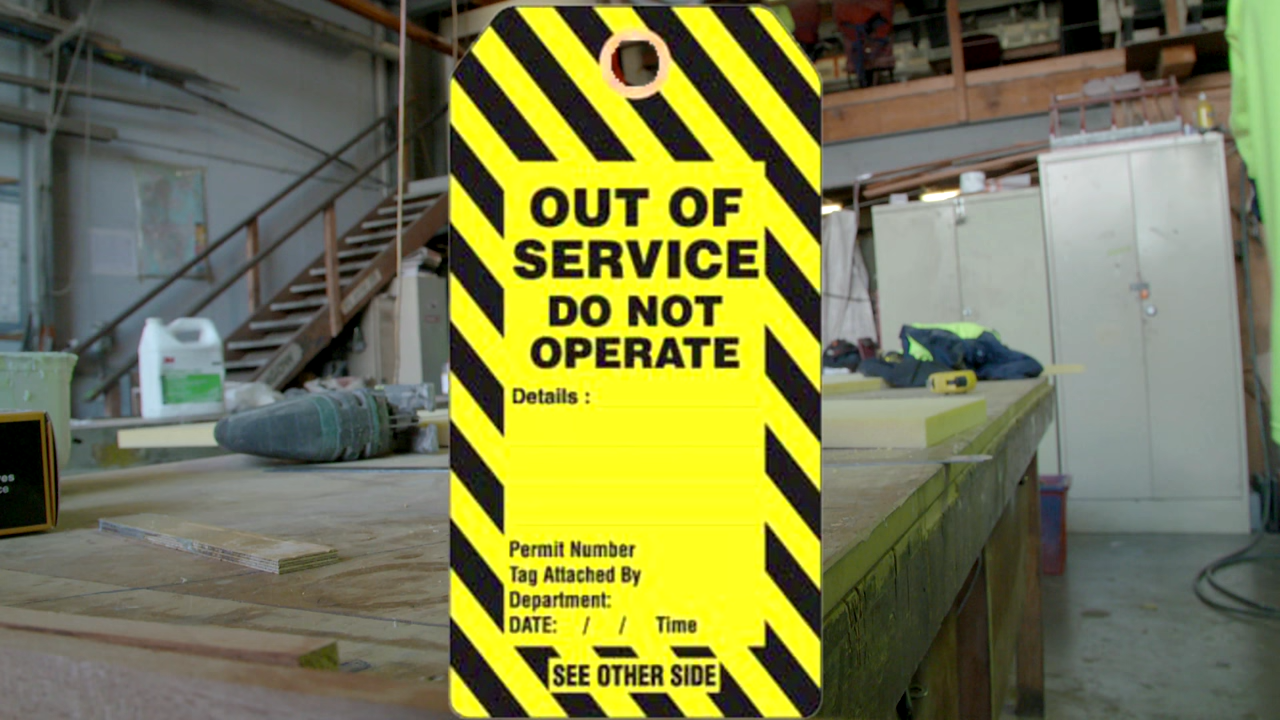 OUT OF
SERVICE
DO NOT
OPERATE
Details :
Permit Number
Tag Attached By
Department:
DATE: / / Time
SEE OTHER SIDE